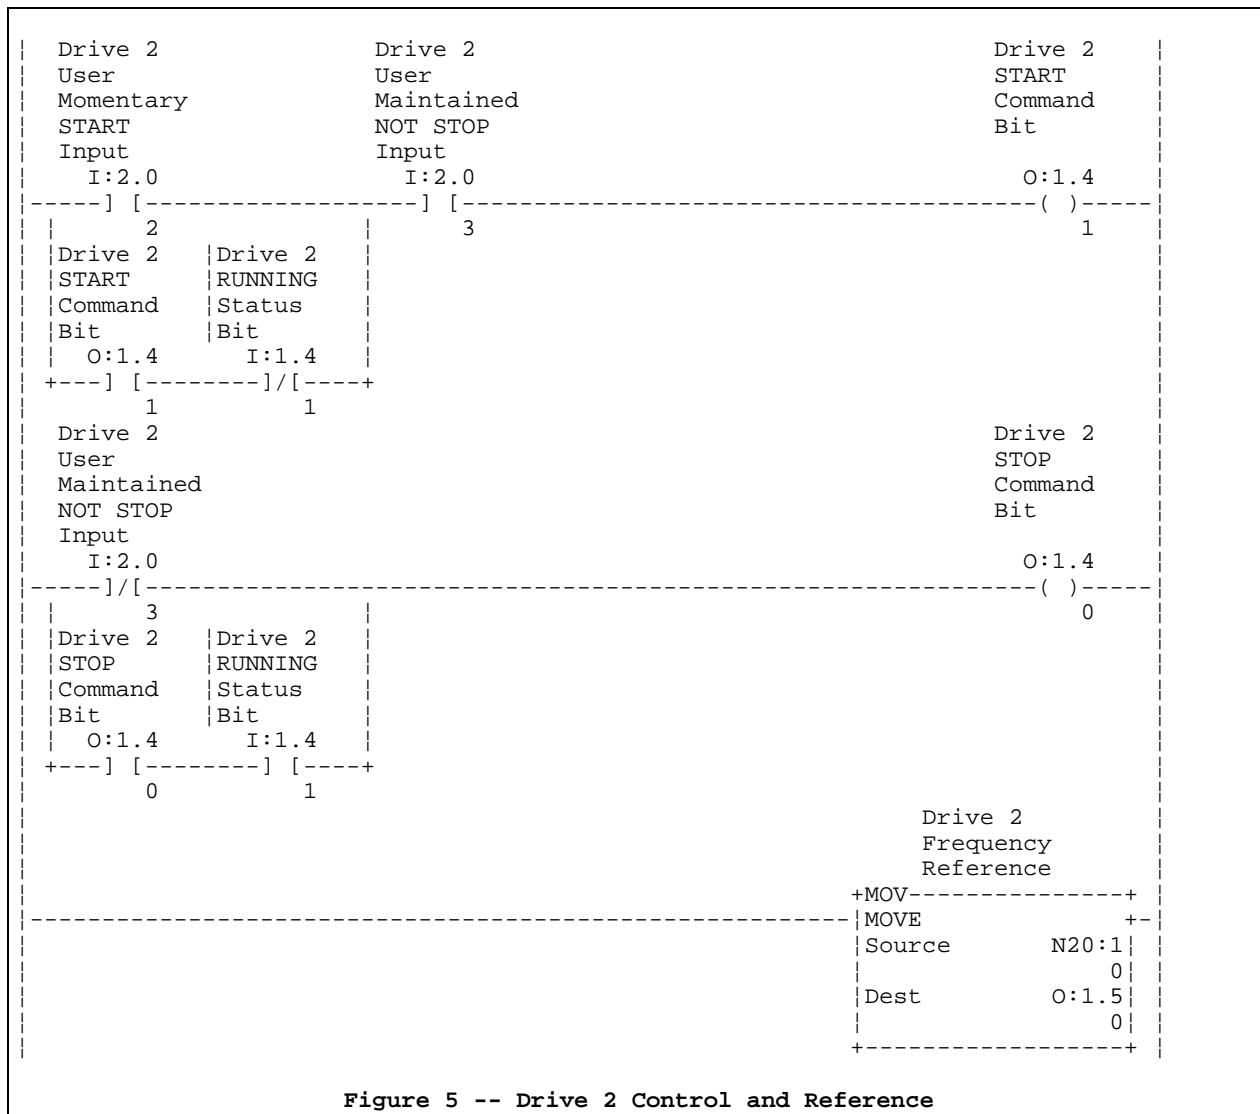 ¦  Drive 2               Drive 2                                 Drive 2    ¦
¦  User                  User                                    START      ¦
¦  Momentary             Maintained                              Command    ¦
¦  START                 NOT STOP                                Bit        ¦
¦  Input                 Input                                              ¦
¦    I:2.0                 I:2.0                                   O:1.4    ¦
|-----] [-------------------] [----------------------------------------( )-----|
¦ |      2              |      3                                          1    ¦
¦ |Drive 2   |Drive 2   |                                                    ¦
¦ |START     |RUNNING   |                                                    ¦
¦ |Command   |Status    |                                                    ¦
¦ |Bit       |Bit       |                                                    ¦
¦ |  O:1.4      I:1.4   |                                                    ¦
¦ +---] [--------]/[----+                                                    ¦
¦        1          1                                                        ¦
¦  Drive 2                                                       Drive 2    ¦
¦  User                                                          STOP       ¦
¦  Maintained                                                    Command    ¦
¦  NOT STOP                                                      Bit        ¦
¦  Input                                                                    ¦
¦    I:2.0                                                         O:1.4    ¦
|-----]/[--------------------------------------------------------------( )-----|
¦ |      3              |                                                 0    ¦
¦ |Drive 2   |Drive 2   |                                                    ¦
¦ |STOP      |RUNNING   |                                                    ¦
¦ |Command   |Status    |                                                    ¦
¦ |Bit       |Bit       |                                                    ¦
¦ |  O:1.4      I:1.4   |                                                    ¦
¦ +---] [--------] [----+                                                    ¦
¦        0          1                                                        ¦
¦                                                             Drive 2       ¦
¦                                                             Frequency     ¦
¦                                                             Reference     ¦
¦                                                         +MOV---------------+ ¦
|---------------------------------------------------------|MOVE              +-|
¦                                                         |Source       N20:1| ¦
¦                                                         |                 0| ¦
¦                                                         |Dest         O:1.5| ¦
¦                                                         |                 0| ¦
¦                                                         +------------------+ ¦
Figure 5 -- Drive 2 Control and Reference